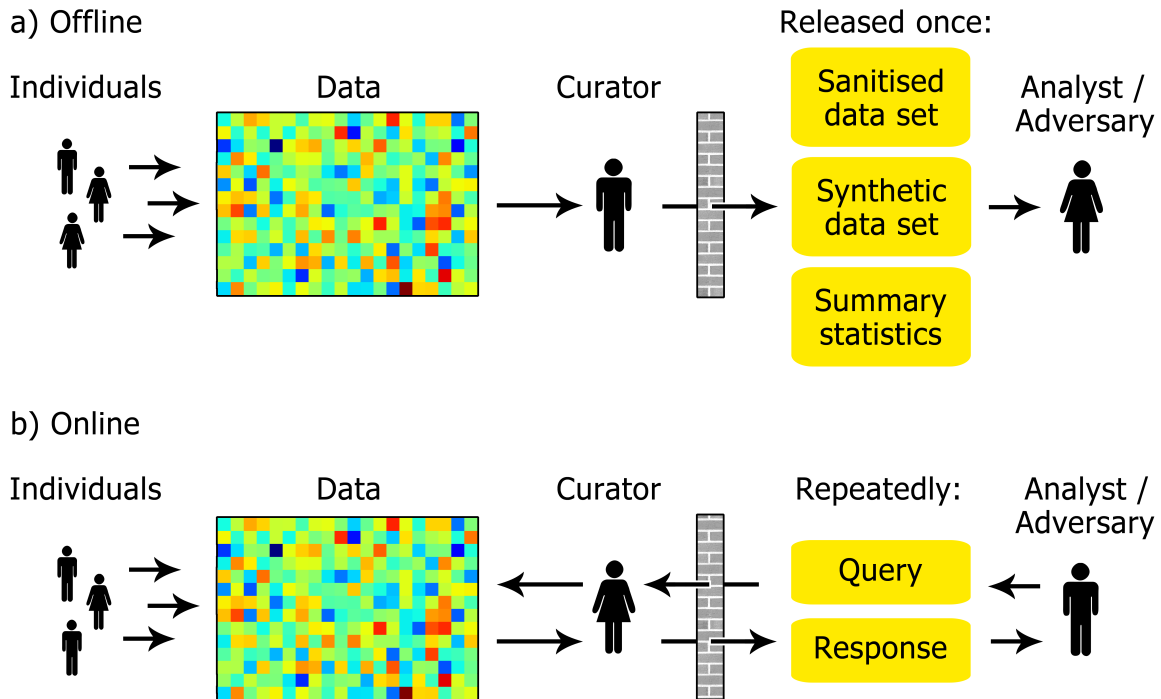 a) Offline
Released once:
Individuals
Data
Curator
Sanitised
data set
Analyst /
Adversary
Synthetic
data set
Summary
statistics
b) Online
Individuals
Data
Curator
Repeatedly:
Analyst /
Adversary
Query
Response